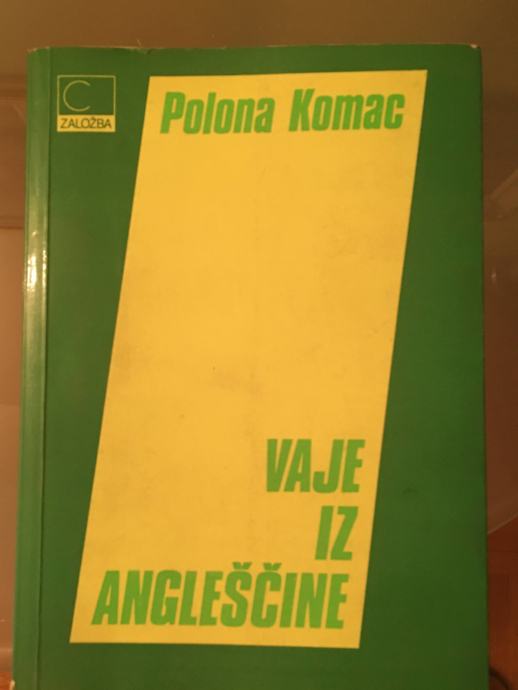 C
ZALOŽBA
Polona Komac
VAJE
IZ
ANGLEŠČINE